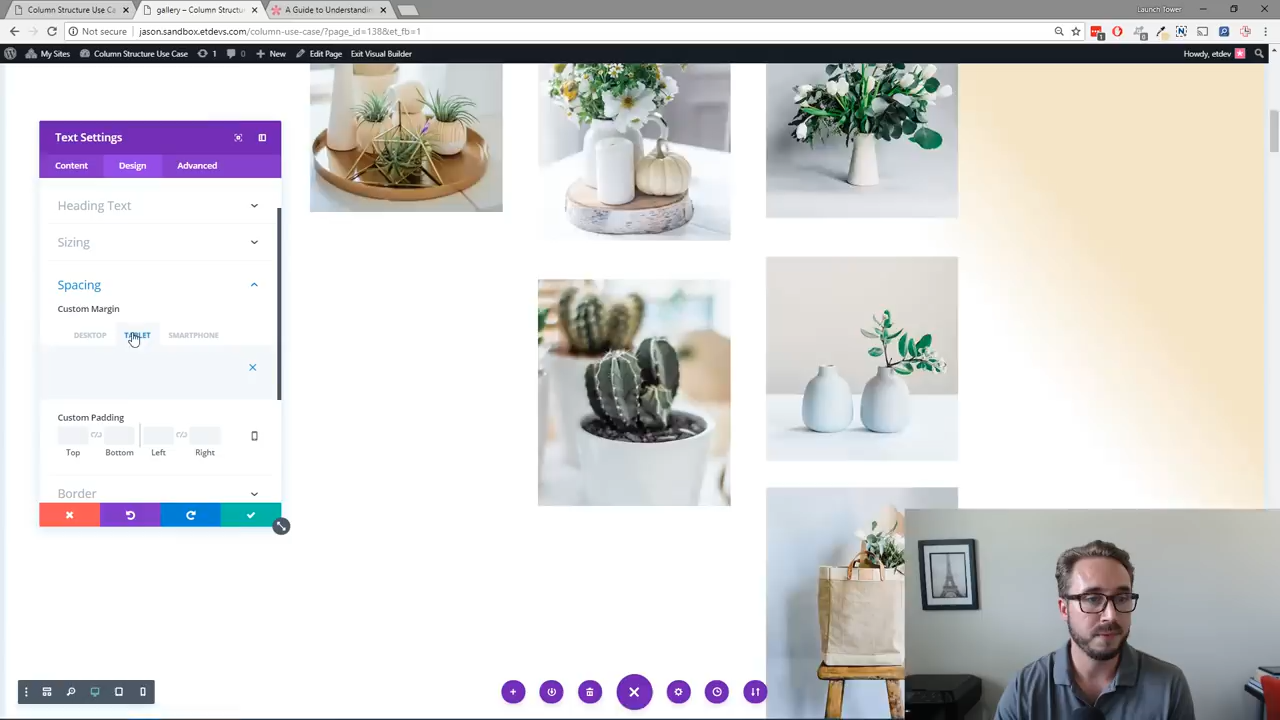 Launch Tower
Column Structure Use Ca
gallery – Column Structu
A Guide to Understandin
Not secure
jason.sandbox.etdevs.com/column-use-case/?page_id=138&et_fb=1
My Sites
Column Structure Use Case
1
0
New
Edit Page
Exit Visual Builder
Howdy, etdev
Text Settings
Content
Design
Advanced
Heading Text
Sizing
Spacing
Custom Margin
DESKTOP
TABLET
SMARTPHONE
Custom Padding
Top
Bottom
Left
Right
Border